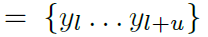 = {y_l … y_{l+u}}